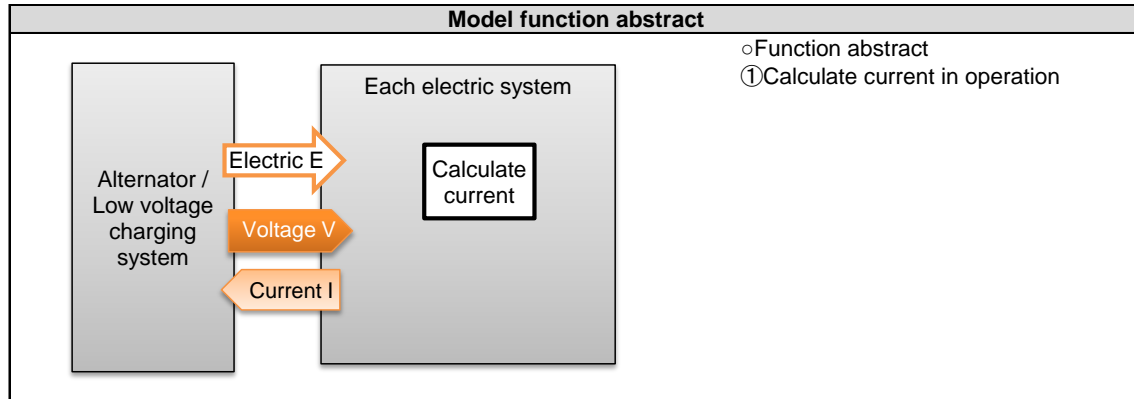 Model function abstract
○Function abstract
①Calculate current in operation
Each electric system
Electric E
Calculate
current
Alternator /
Low voltage
charging
system
Voltage V
Current I